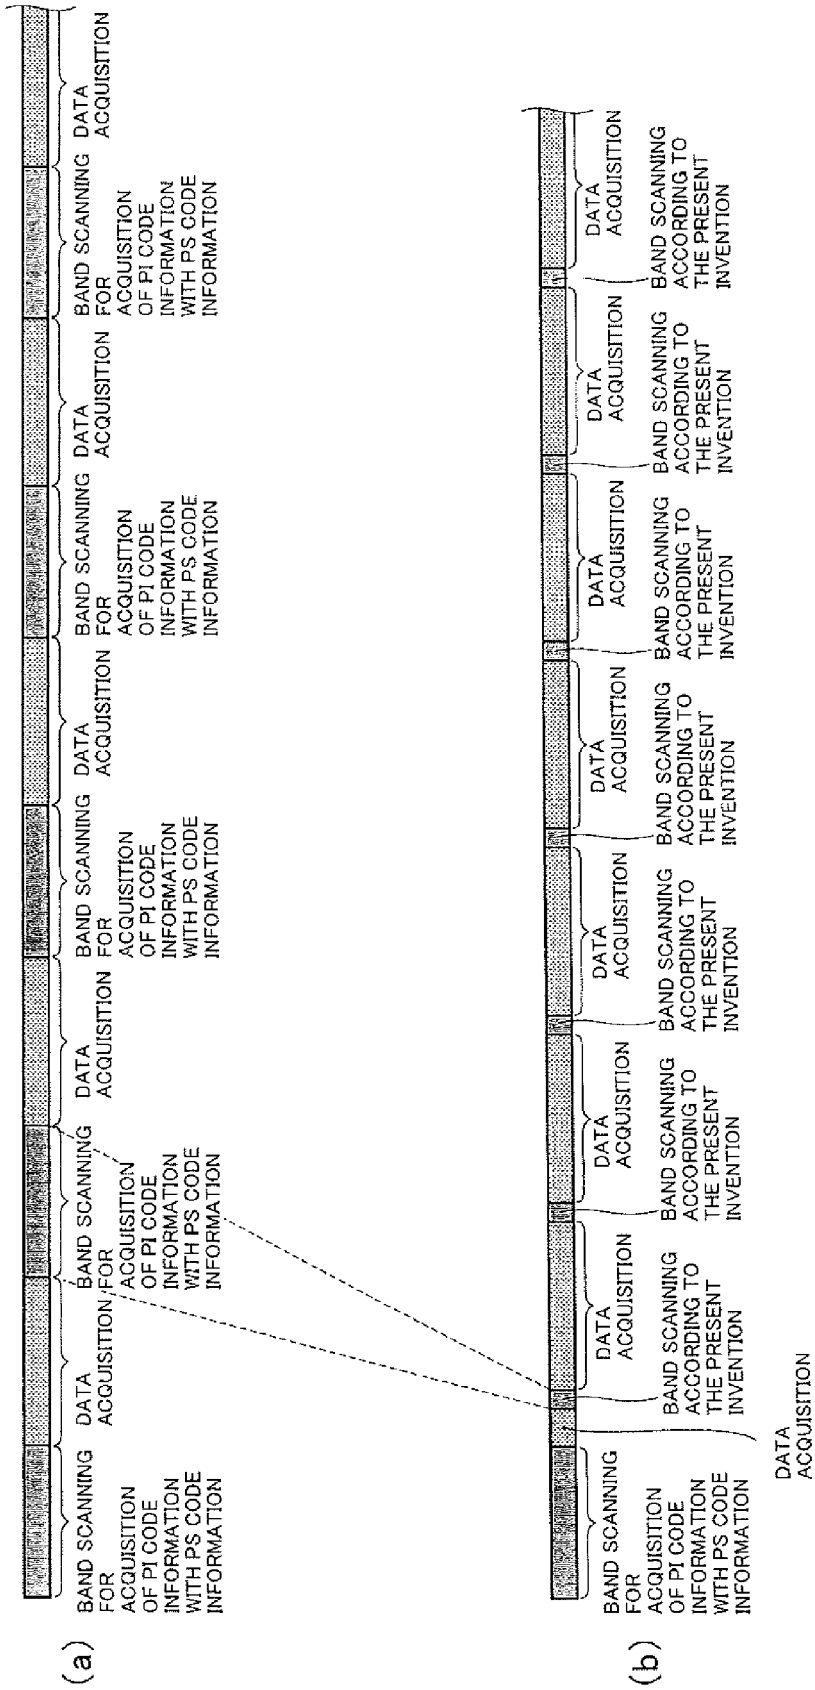 (a)
BAND SCANNING
FOR
ACQUISITION
OF PI CODE
INFORMATION
WITH PS CODE
INFORMATION
DATA
ACQUISITION
BAND SCANNING
FOR
ACQUISITION
OF PI CODE
INFORMATION
WITH PS CODE
INFORMATION
DATA
ACQUISITION
BAND SCANNING
FOR
ACQUISITION
OF PI CODE
INFORMATION
WITH PS CODE
INFORMATION
DATA
ACQUISITION
BAND SCANNING
FOR
ACQUISITION
OF PI CODE
INFORMATION
WITH PS CODE
INFORMATION
DATA
ACQUISITION
BAND SCANNING
FOR
ACQUISITION
OF PI CODE
INFORMATION
WITH PS CODE
INFORMATION
DATA
ACQUISITION
(b)
BAND SCANNING
FOR
ACQUISITION
OF PI CODE
INFORMATION
WITH PS CODE
INFORMATION
DATA
ACQUISITION
BAND SCANNING
ACCORDING TO
THE PRESENT
INVENTION
DATA
ACQUISITION
BAND SCANNING
ACCORDING TO
THE PRESENT
INVENTION
DATA
ACQUISITION
BAND SCANNING
ACCORDING TO
THE PRESENT
INVENTION
DATA
ACQUISITION
BAND SCANNING
ACCORDING TO
THE PRESENT
INVENTION
DATA
ACQUISITION
BAND SCANNING
ACCORDING TO
THE PRESENT
INVENTION
DATA
ACQUISITION
BAND SCANNING
ACCORDING TO
THE PRESENT
INVENTION
DATA
ACQUISITION
BAND SCANNING
ACCORDING TO
THE PRESENT
INVENTION
DATA
ACQUISITION